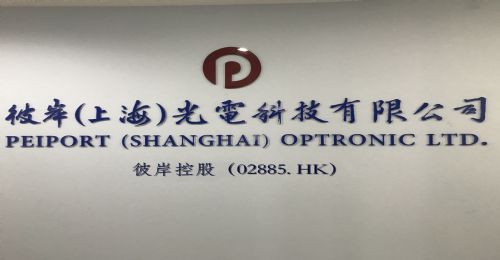 彼岸(上海)光電科技有限公司
PEIPORT (SHANGHAI) OPTRONIC LTD.
彼岸控股 (02885. HK)